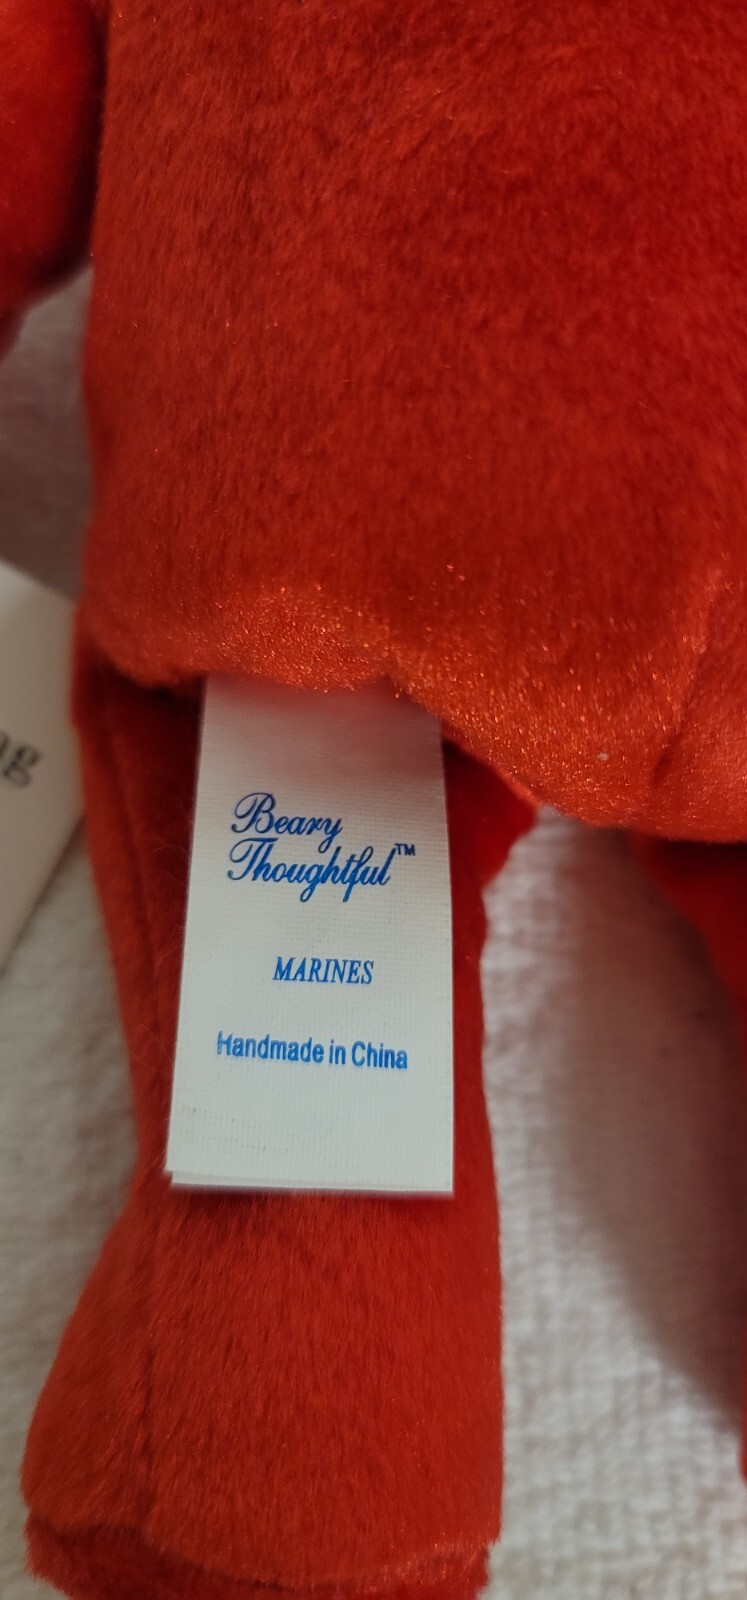 Beary
Thoughtful™
MARINES
Handmade in China